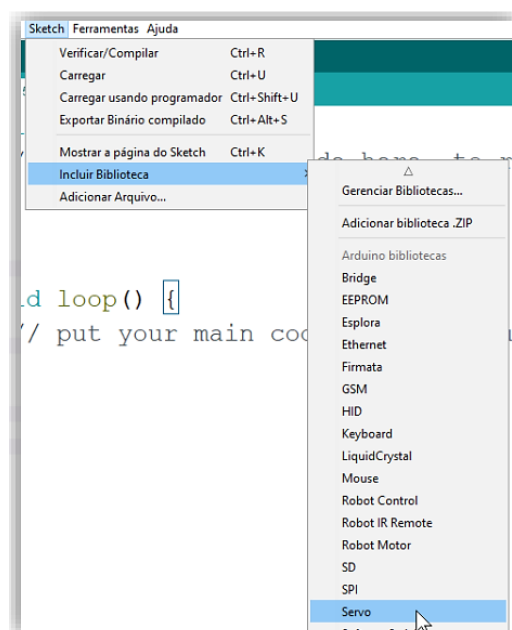 Sketch Ferramentas Ajuda
Verificar/Compilar Ctrl+R
Carregar Ctrl+U
Carregar usando programador Ctrl+Shift+U
Exportar Binário compilado Ctrl+Alt+S
Mostrar a página do Sketch Ctrl+K
Incluir Biblioteca
Adicionar Arquivo...
Gerenciar Bibliotecas...
Adicionar biblioteca .ZIP
Arduino bibliotecas
Bridge
EEPROM
Esplora
Ethernet
Firmata
GSM
HID
Keyboard
LiquidCrystal
Mouse
Robot Control
Robot IR Remote
Robot Motor
SD
SPI
Servo
here, to
d loop() {
// put your main co